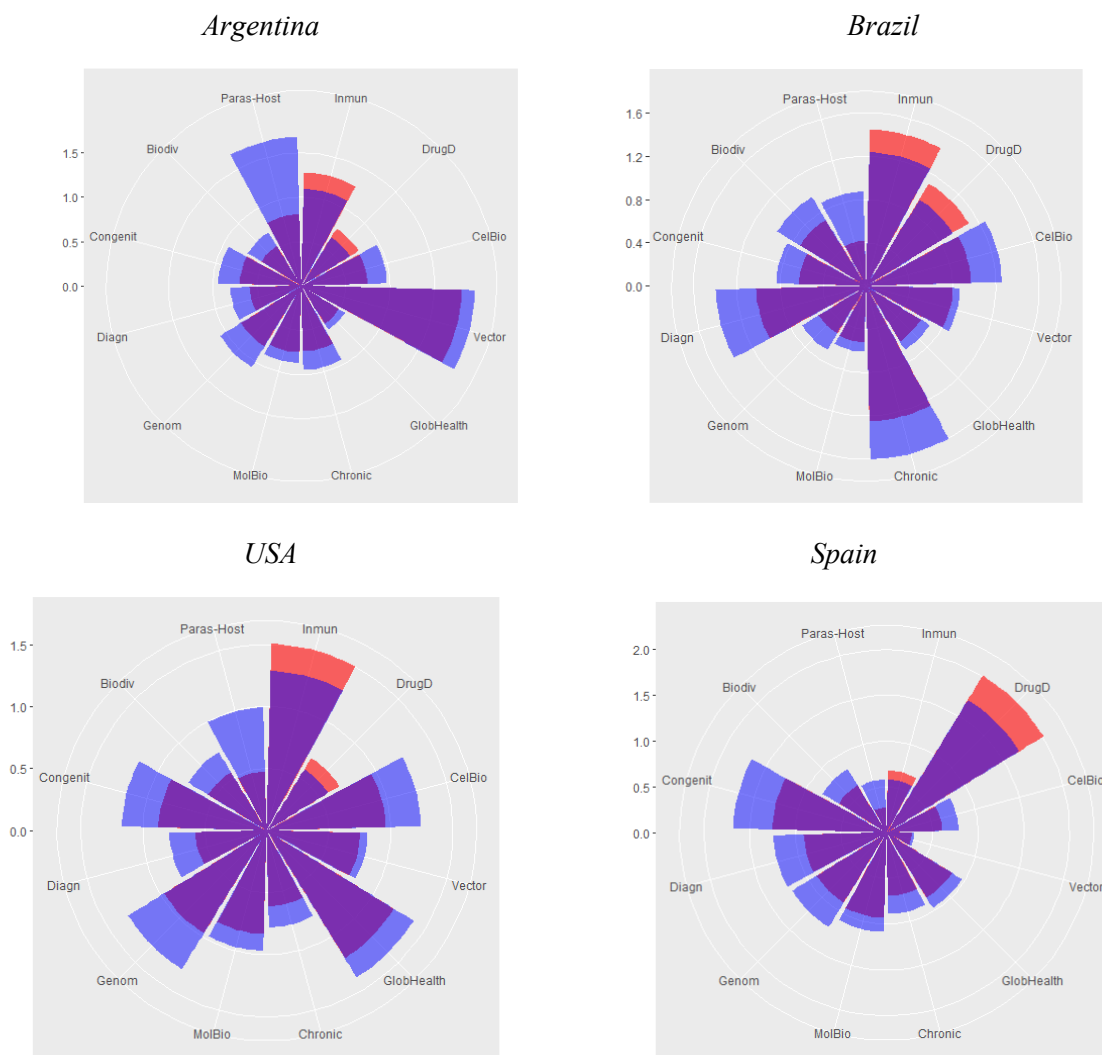 Argentina
Brazil
Paras-Host
Inmun
Biodiv
DrugD
1.5
1.0
Congenit
CelBio
0.5
0.0
Diagn
Vector
Genom
GlobHealth
MolBio
Chronic
Paras-Host
Inmun
1.6
Biodiv
DrugD
1.2
0.8
Congenit
CelBio
0.4
0.0
Diagn
Vector
Genom
GlobHealth
MolBio
Chronic
USA
Spain
Paras-Host
Inmun
1.5
Biodiv
DrugD
1.0
Congenit
CelBio
0.5
0.0
Diagn
Vector
Genom
GlobHealth
MolBio
Chronic
Paras-Host
Inmun
2.0
Biodiv
DrugD
1.5
1.0
Congenit
CelBio
0.5
0.0
Diagn
Vector
Genom
GlobHealth
MolBio
Chronic